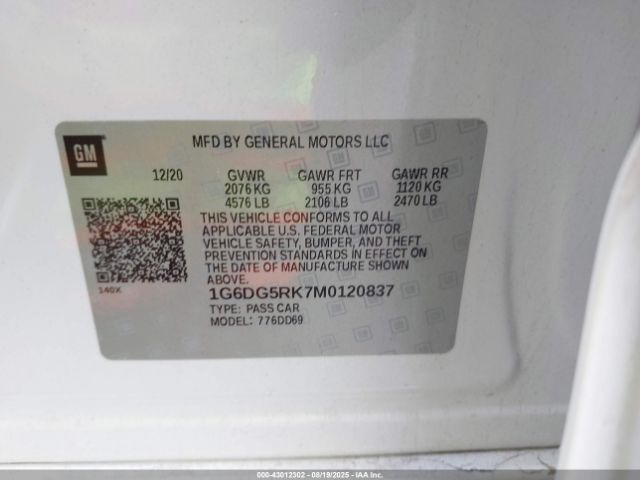 GM
MFD BY GENERAL MOTORS LLC
12/20 GVWR GAWR FRT GAWR RR
2076 KG 955 KG 1120 KG
4576 LB 2106 LB 2470 LB
THIS VEHICLE CONFORMS TO ALL
APPLICABLE U.S. FEDERAL MOTOR
VEHICLE SAFETY, BUMPER, AND THEFT
PREVENTION STANDARDS IN EFFECT ON
THE DATE OF MANUFACTURE SHOWN
ABOVE.
140X
1G6DG5RK7M0120837
TYPE: PASS CAR
MODEL: 776DD69
000-43012302 - 08/19/2025 - IAA Inc.